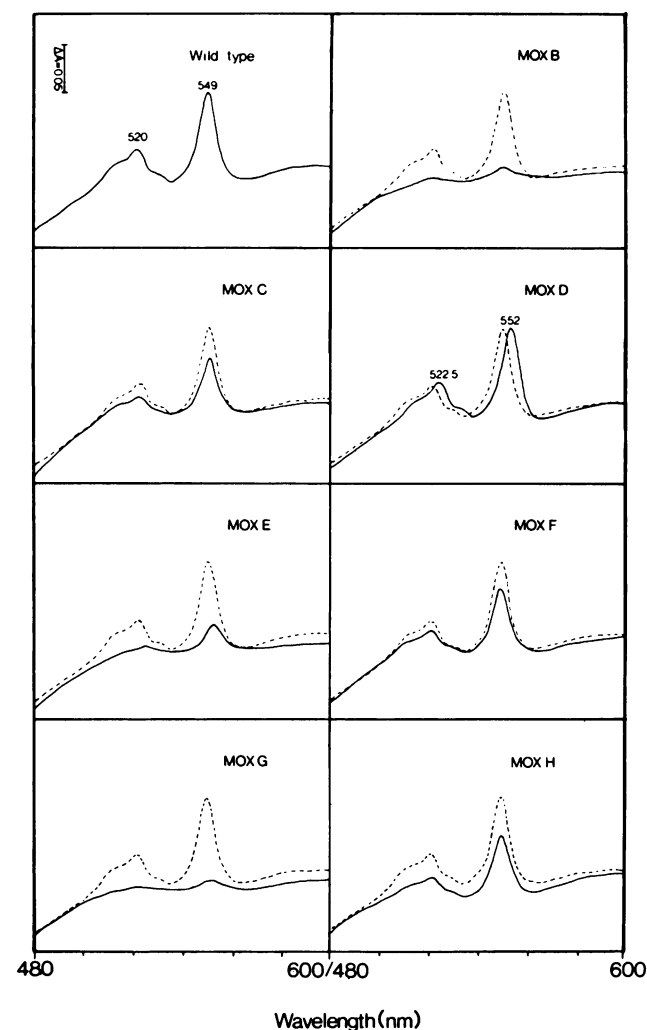 ΔA=0.05
Wild type
520
549
MOX B
MOX C
MOX D
522 5
552
MOX E
MOX F
MOX G
MOX H
480
600/480
600
Wavelength(nm)